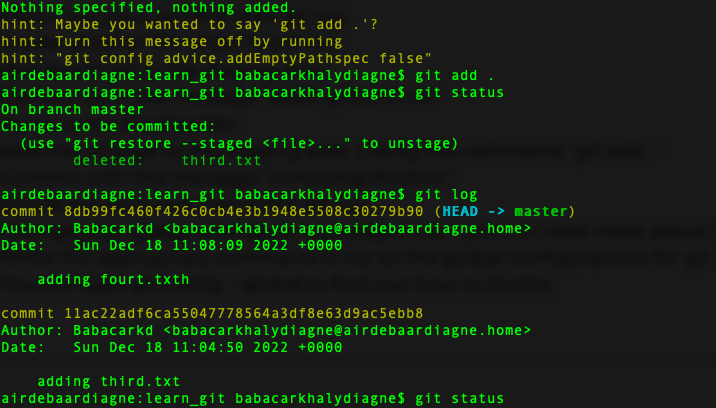 Nothing specified, nothing added.
hint: Maybe you wanted to say 'git add .'?
hint: Turn this message off by running
hint: "git config advice.addEmptyPathspec false"
airdebaardiagne:learn_git babacarkhalydiagne$ git add .
airdebaardiagne:learn_git babacarkhalydiagne$ git status
On branch master
Changes to be committed:
  (use "git restore --staged <file>..." to unstage)
        deleted:    third.txt
airdebaardiagne:learn_git babacarkhalydiagne$ git log
commit 8db99fc460f426c0cb4e3b1948e5508c30279b90 (HEAD -> master)
Author: Babacarkd <babacarkhalydiagne@airdebaardiagne.home>
Date:   Sun Dec 18 11:08:09 2022 +0000
    adding fourt.txth
commit 11ac22adf6ca55047778564a3df8e63d9ac5ebb8
Author: Babacarkd <babacarkhalydiagne@airdebaardiagne.home>
Date:   Sun Dec 18 11:04:50 2022 +0000
    adding third.txt
airdebaardiagne:learn_git babacarkhalydiagne$ git status